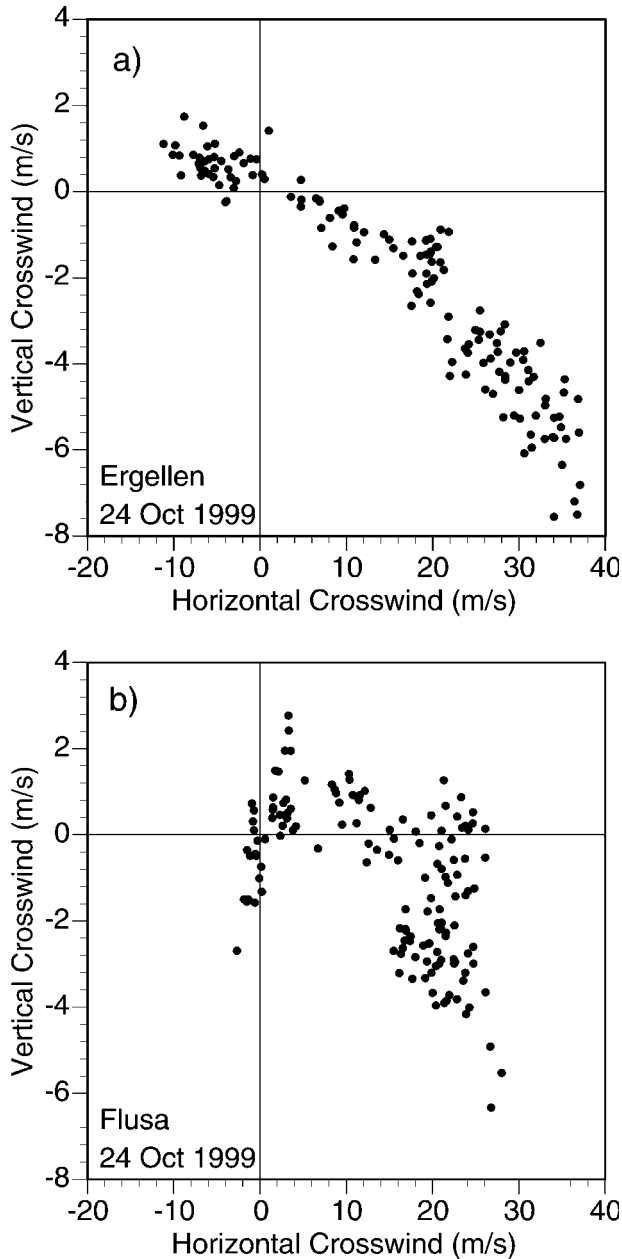 4
a)
2
0
-2
-4
-6
-8
Vertical Crosswind (m/s)
Ergellen
24 Oct 1999
-20 -10 0 10 20 30 40
Horizontal Crosswind (m/s)
4
b)
2
0
-2
-4
-6
-8
Vertical Crosswind (m/s)
Flusa
24 Oct 1999
-20 -10 0 10 20 30 40
Horizontal Crosswind (m/s)